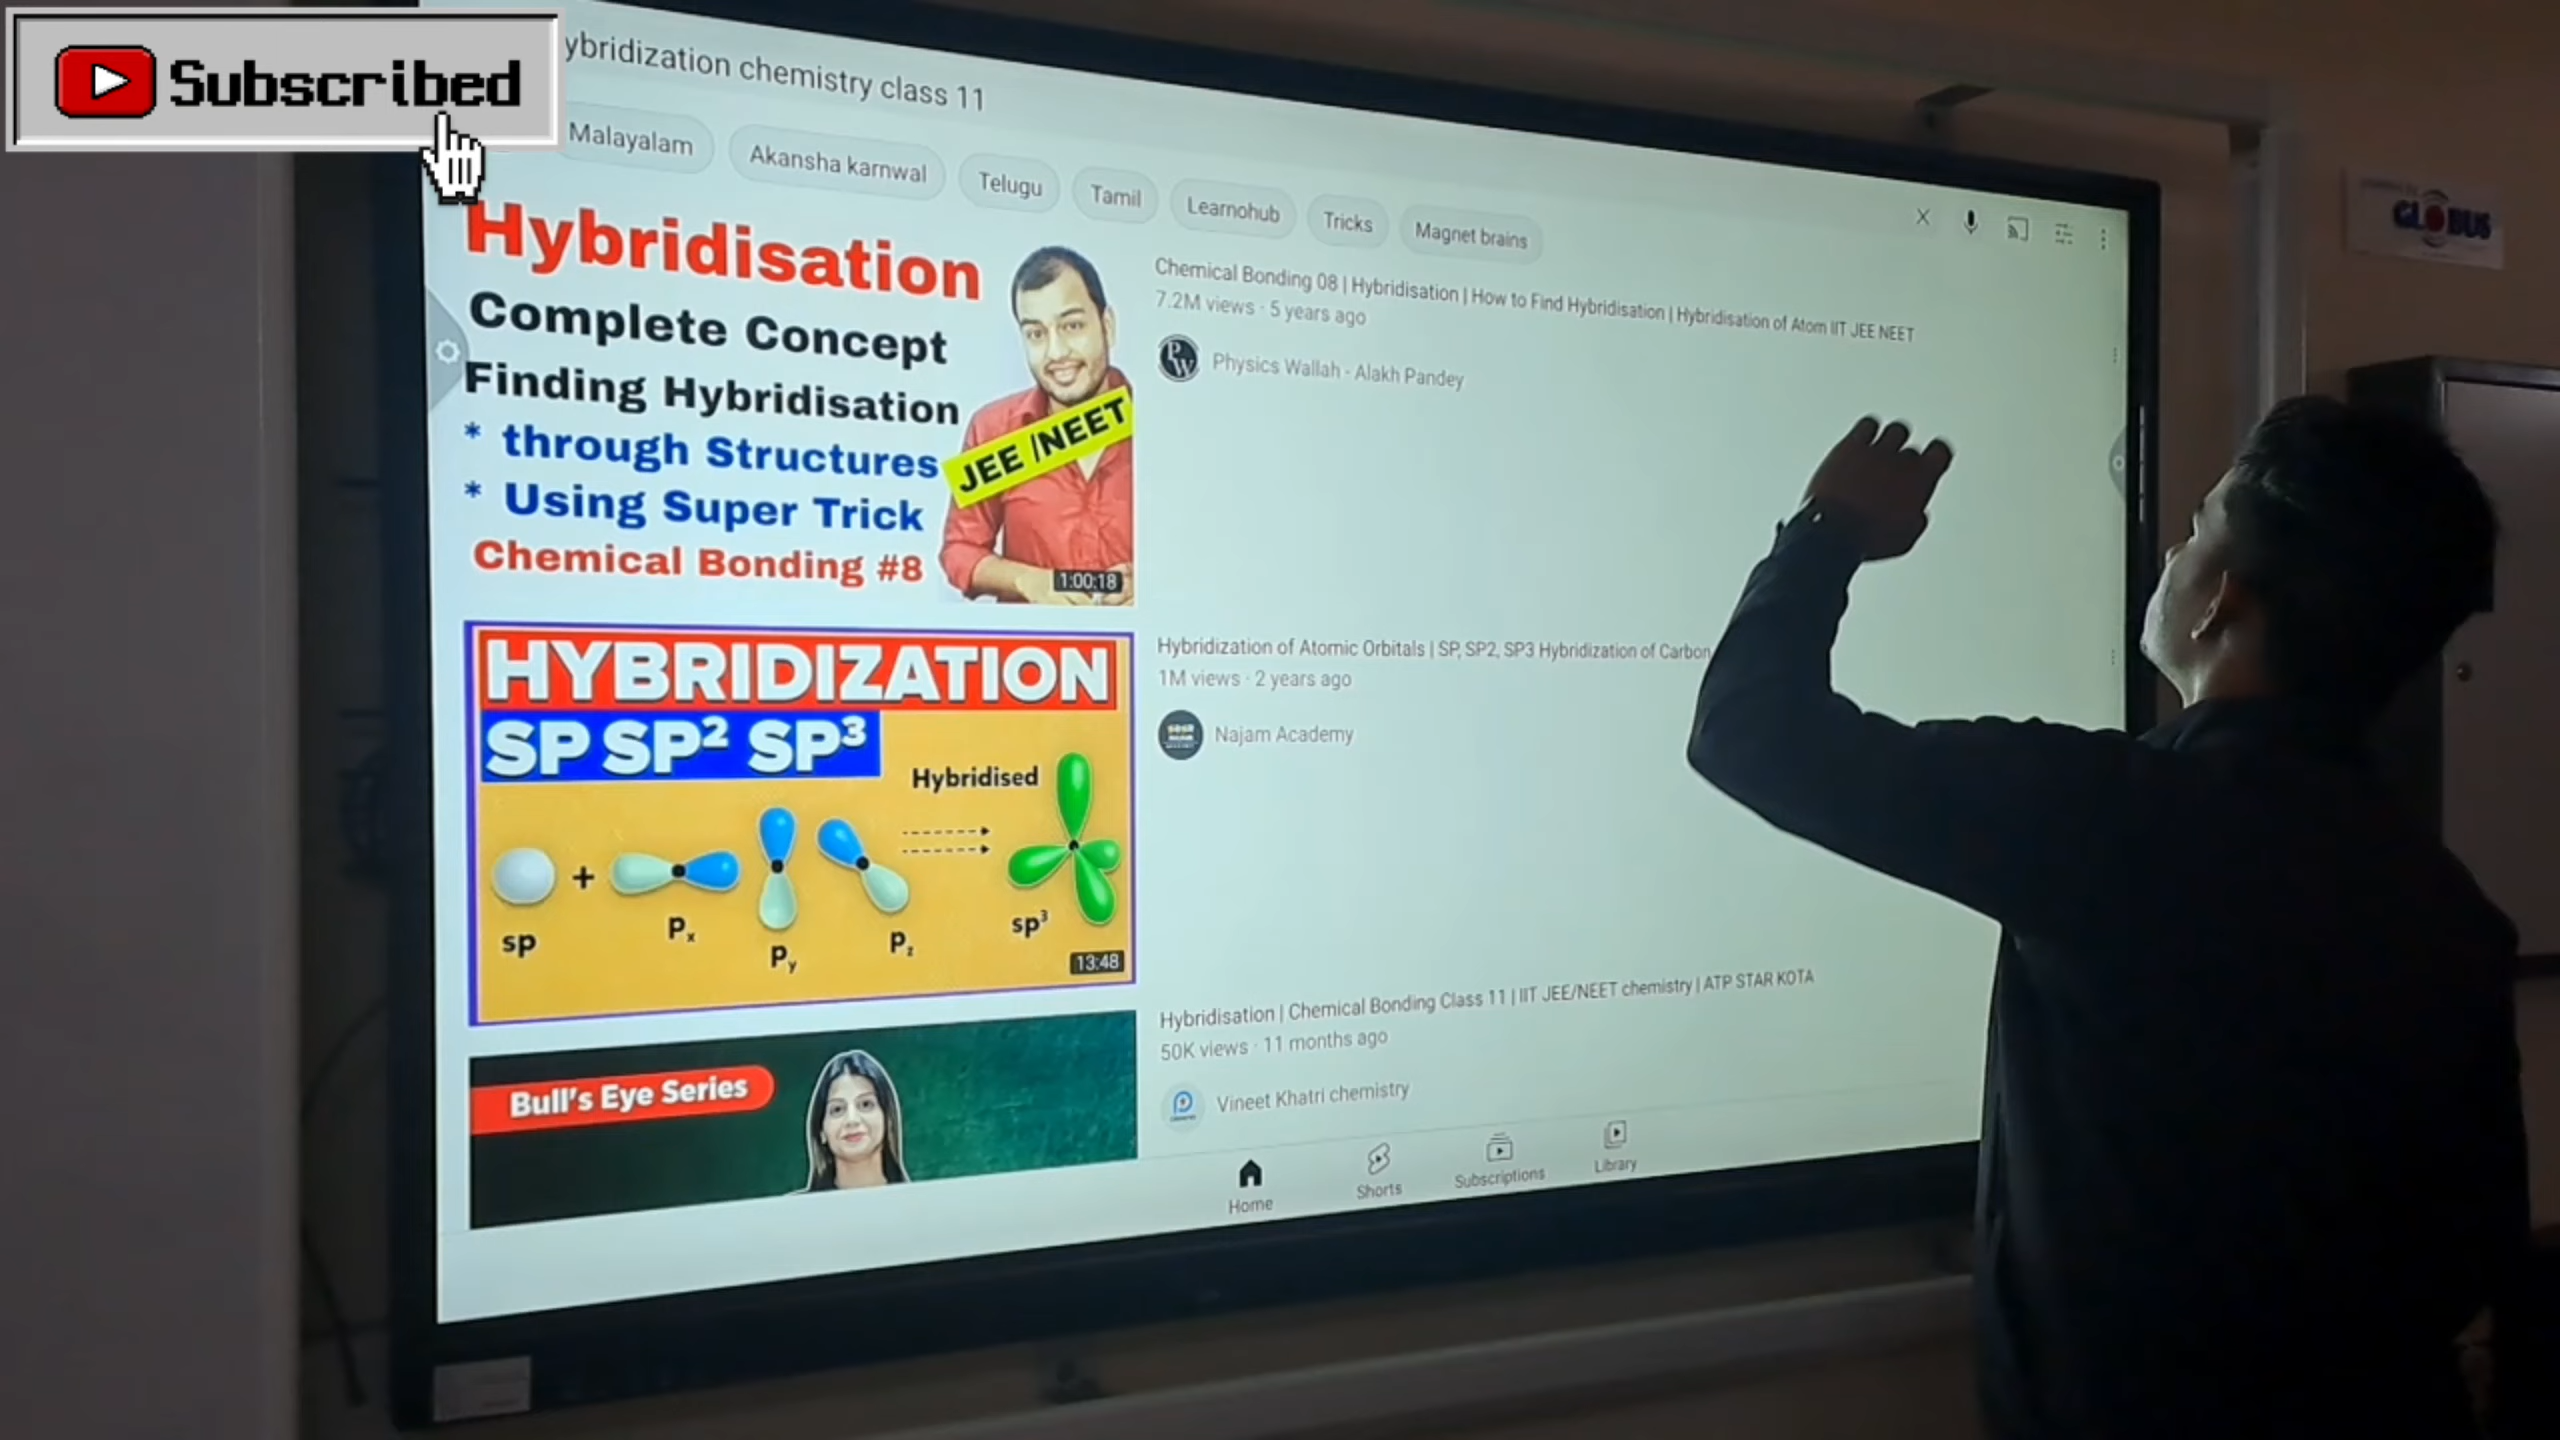 Subscribed
ybridization chemistry class 11
Malayalam
Akansha karnwal
Telugu
Tamil
Learnohub
Tricks
Magnet brains
Hybridisation
Complete Concept
Finding Hybridisation
* through Structures
* Using Super Trick
Chemical Bonding #8
JEE /NEET
1:00:18
Chemical Bonding 08 | Hybridisation | How to Find Hybridisation | Hybridisation of Atom IIT JEE NEET
7.2M views · 5 years ago
PW
Physics Wallah - Alakh Pandey
HYBRIDIZATION
SP SP² SP³
Hybridised
+
sp
Pₓ
Py
Pz
sp³
13:48
Hybridization of Atomic Orbitals | SP, SP2, SP3 Hybridization of Carbon
1M views · 2 years ago
Najam Academy
Bull's Eye Series
Hybridisation | Chemical Bonding Class 11 | IIT JEE/NEET chemistry | ATP STAR KOTA
50K views · 11 months ago
Vineet Khatri chemistry
Home
Shorts
Subscriptions
Library
GLOBUS